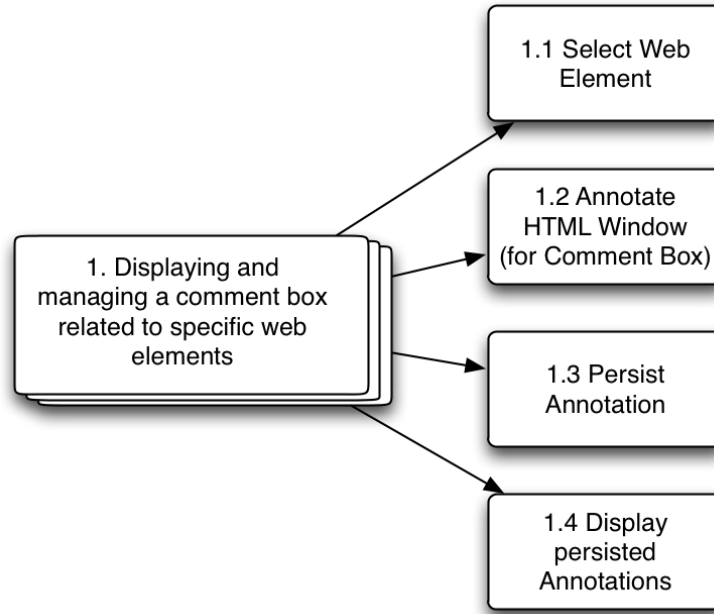 1.1 Select Web
Element
1.2 Annotate
HTML Window
(for Comment Box)
1. Displaying and
managing a comment box
related to specific web
elements
1.3 Persist
Annotation
1.4 Display
persisted
Annotations